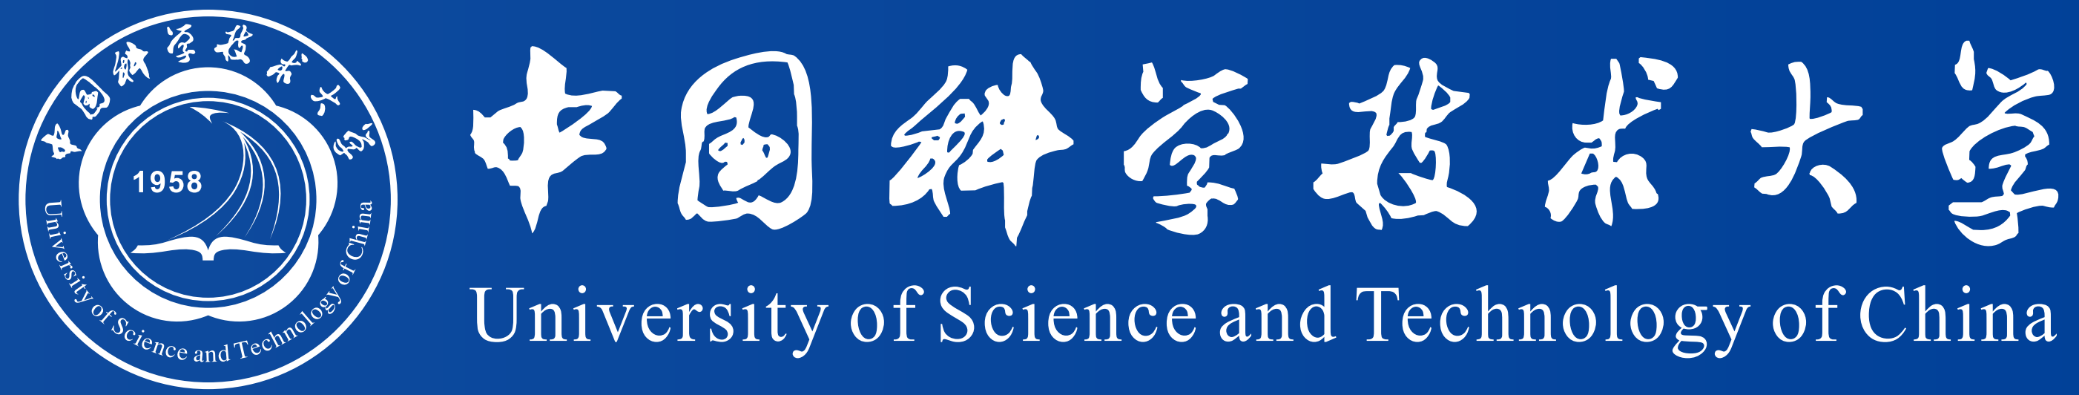 中国科学技术大学
1958
University of Science and Technology of China
中国科学技术大学
University of Science and Technology of China